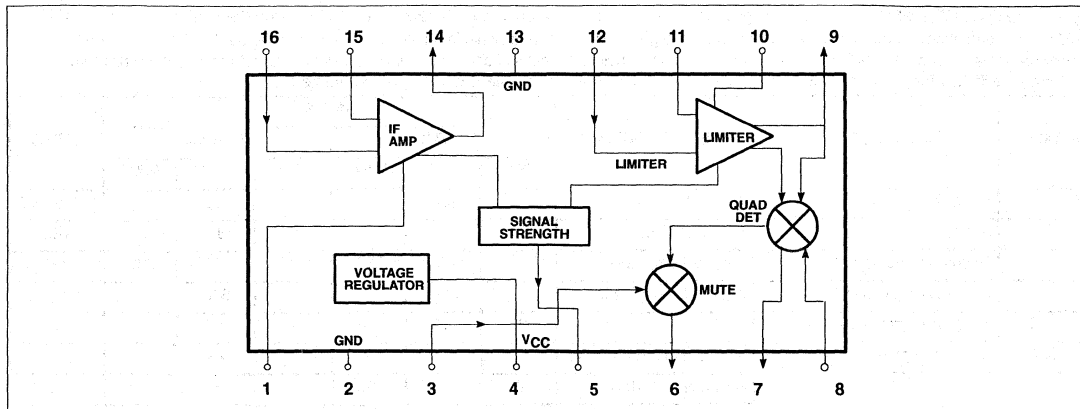 16 15 14 13 12 11 10 9
GND
IF
AMP
LIMITER
LIMITER
QUAD
DET
SIGNAL
STRENGTH
VOLTAGE
REGULATOR
MUTE
GND
VCC
1 2 3 4 5 6 7 8